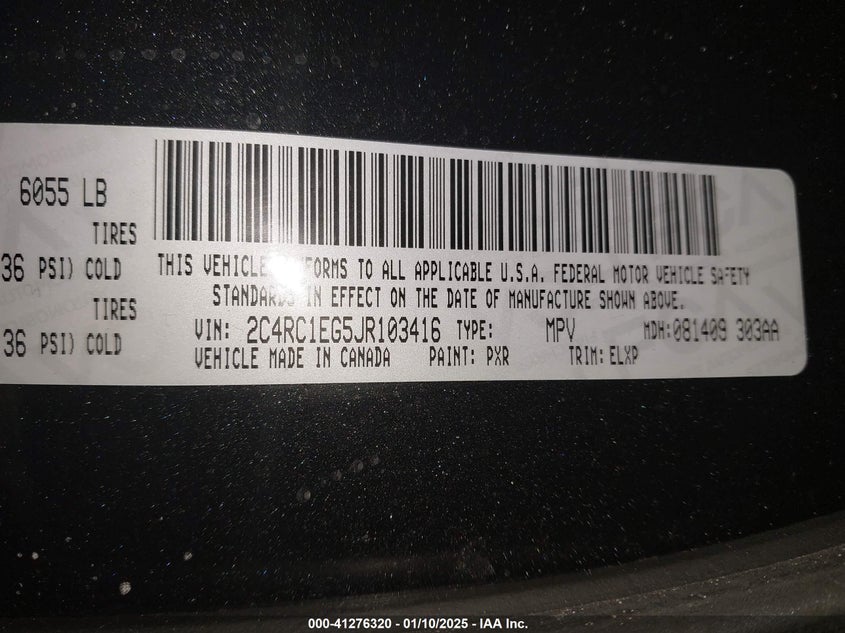 6055 LB
TIRES
36 PSI) COLD
TIRES
36 PSI) COLD
THIS VEHICLE CONFORMS TO ALL APPLICABLE U.S.A. FEDERAL MOTOR VEHICLE SAFETY
STANDARDS IN EFFECT ON THE DATE OF MANUFACTURE SHOWN ABOVE.
VIN: 2C4RC1EG5JR103416 TYPE: MPV MDH:081409 303AA
VEHICLE MADE IN CANADA PAINT: PXR TRIM: ELXP
000-41276320 - 01/10/2025 - IAA Inc.